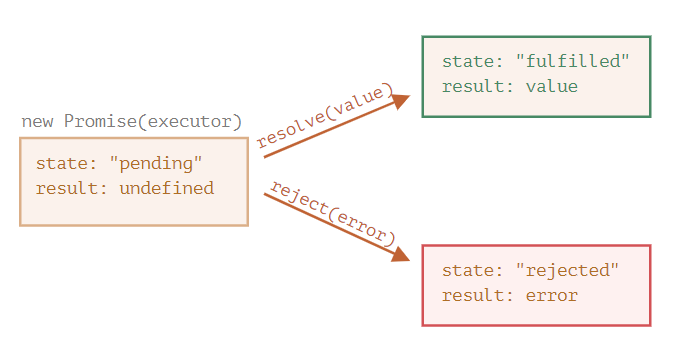 new Promise(executor)
state: "pending"
result: undefined
resolve(value)
reject(error)
state: "fulfilled"
result: value
state: "rejected"
result: error